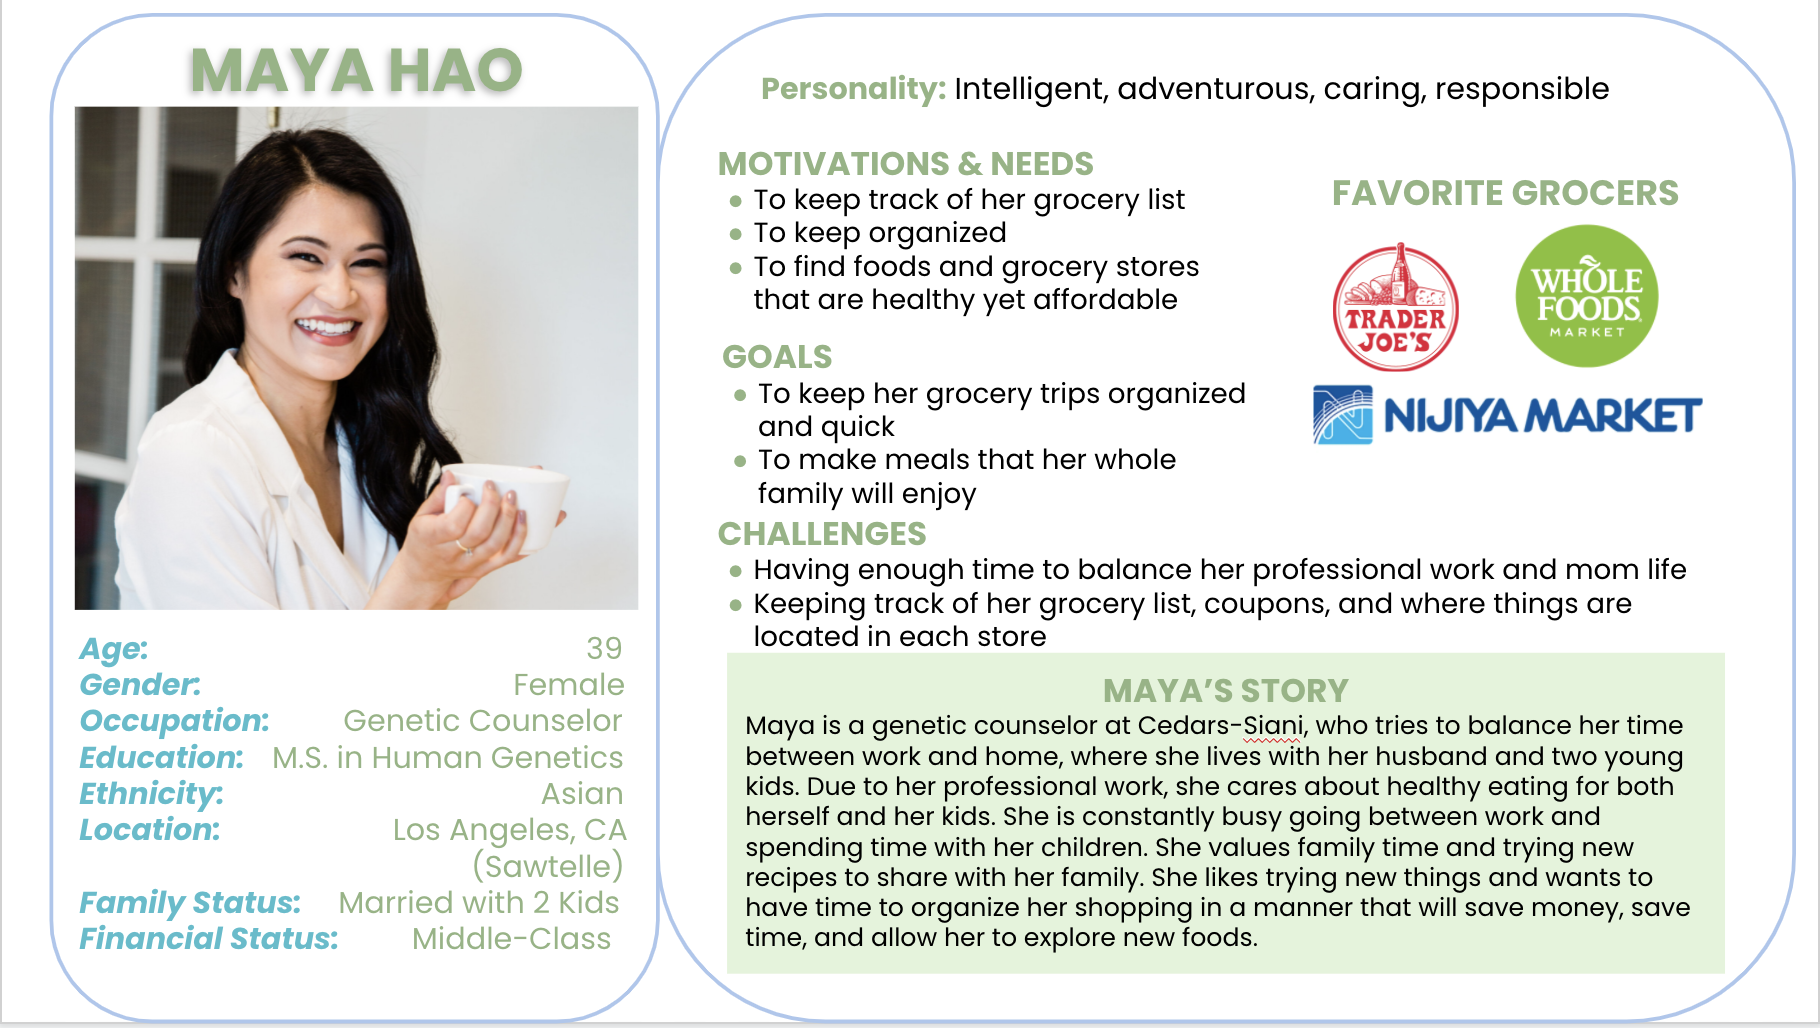 MAYA HAO
Age: 39
Gender: Female
Occupation: Genetic Counselor
Education: M.S. in Human Genetics
Ethnicity: Asian
Location: Los Angeles, CA
(Sawtelle)
Family Status: Married with 2 Kids
Financial Status: Middle-Class
Personality: Intelligent, adventurous, caring, responsible
MOTIVATIONS & NEEDS
● To keep track of her grocery list
● To keep organized
● To find foods and grocery stores
that are healthy yet affordable
GOALS
● To keep her grocery trips organized
and quick
● To make meals that her whole
family will enjoy
FAVORITE GROCERS
TRADER
JOE'S
WHOLE
FOODS
MARKET
NIJIYA MARKET
CHALLENGES
● Having enough time to balance her professional work and mom life
● Keeping track of her grocery list, coupons, and where things are
located in each store
MAYA'S STORY
Maya is a genetic counselor at Cedars-Siani, who tries to balance her time
between work and home, where she lives with her husband and two young
kids. Due to her professional work, she cares about healthy eating for both
herself and her kids. She is constantly busy going between work and
spending time with her children. She values family time and trying new
recipes to share with her family. She likes trying new things and wants to
have time to organize her shopping in a manner that will save money, save
time, and allow her to explore new foods.